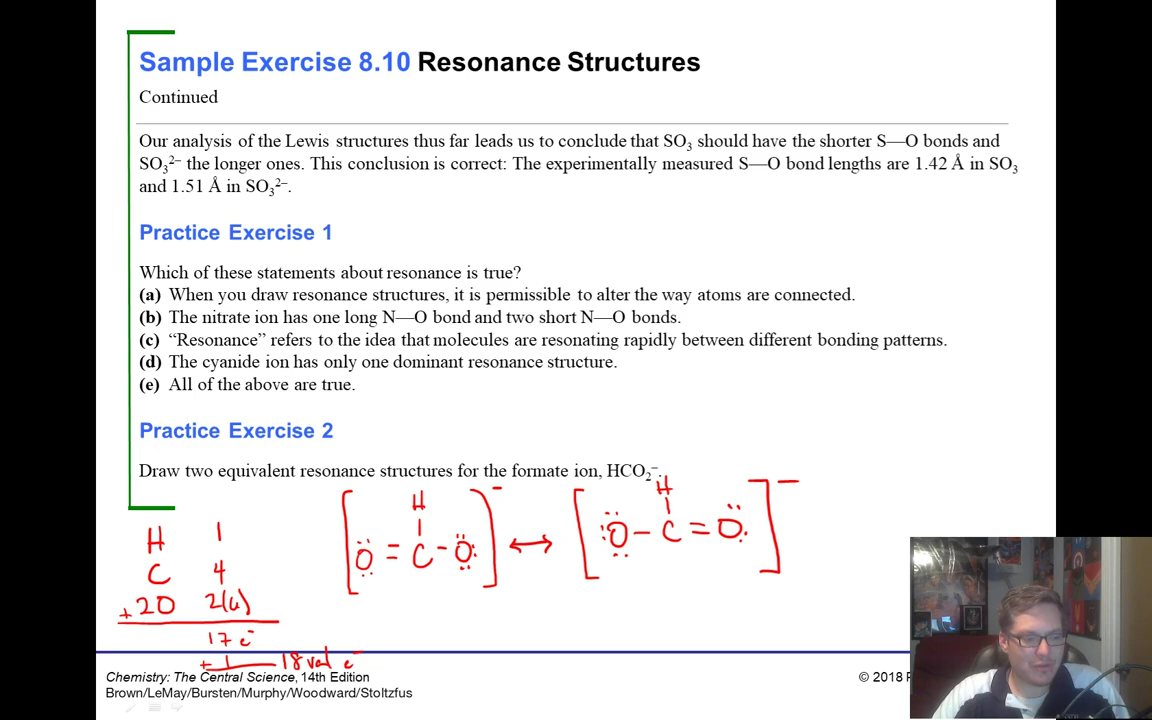 Sample Exercise 8.10 Resonance Structures
Continued
Our analysis of the Lewis structures thus far leads us to conclude that SO₃ should have the shorter S—O bonds and
SO₃²⁻ the longer ones. This conclusion is correct: The experimentally measured S—O bond lengths are 1.42 Å in SO₃
and 1.51 Å in SO₃²⁻.
Practice Exercise 1
Which of these statements about resonance is true?
(a) When you draw resonance structures, it is permissible to alter the way atoms are connected.
(b) The nitrate ion has one long N—O bond and two short N—O bonds.
(c) “Resonance” refers to the idea that molecules are resonating rapidly between different bonding patterns.
(d) The cyanide ion has only one dominant resonance structure.
(e) All of the above are true.
Practice Exercise 2
Draw two equivalent resonance structures for the formate ion, HCO₂⁻.
H H
[O = C - O]⁻ ↔ [O - C = O]⁻
H 1
C 4
+ 2O 2(6)
17 e⁻
+ 1 18 val e⁻
Chemistry: The Central Science, 14th Edition
Brown/LeMay/Bursten/Murphy/Woodward/Stoltzfus
© 2018